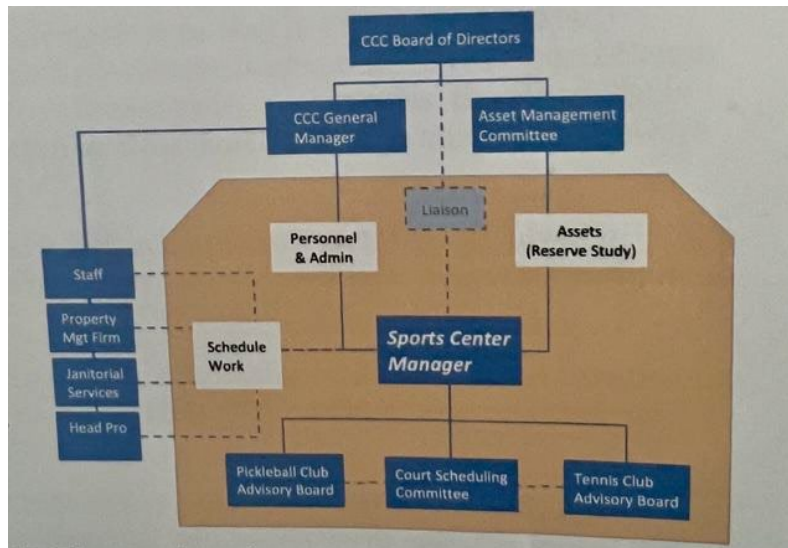 CCC Board of Directors
CCC General
Manager
Asset Management
Committee
Liaison
Personnel
& Admin
Assets
(Reserve Study)
Staff
Property
Mgt Firm
Janitorial
Services
Head Pro
Schedule
Work
Sports Center
Manager
Pickleball Club
Advisory Board
Court Scheduling
Committee
Tennis Club
Advisory Board